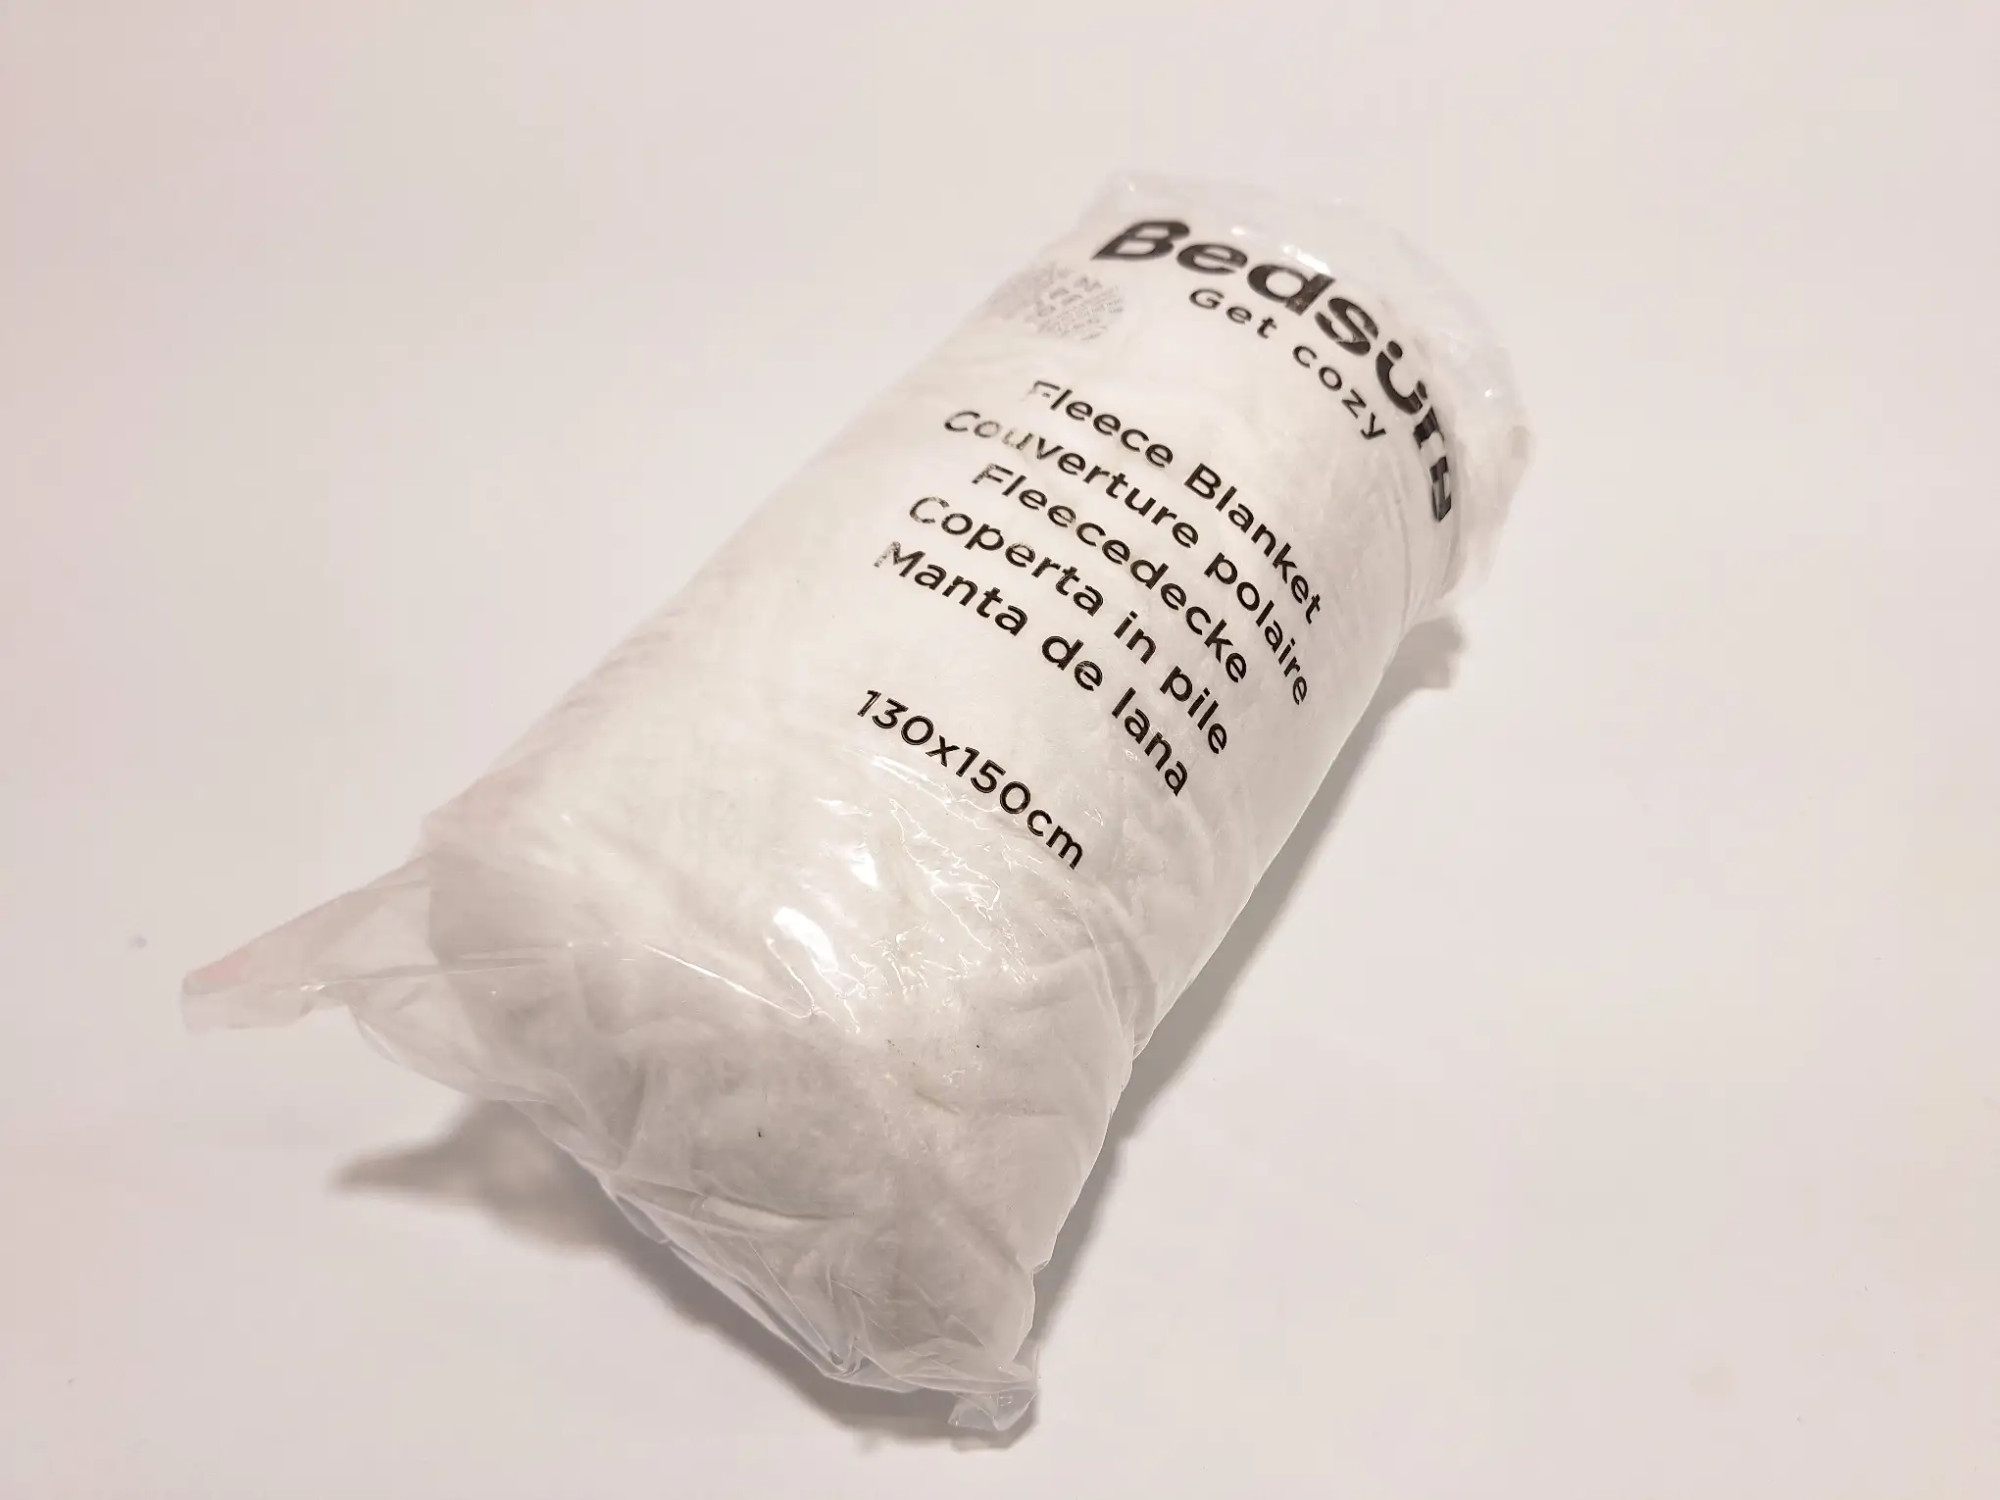 Bedsure
Get cozy
Fleece Blanket
Couverture polaire
Fleecedecke
Coperta in pile
Manta de lana
130x150cm